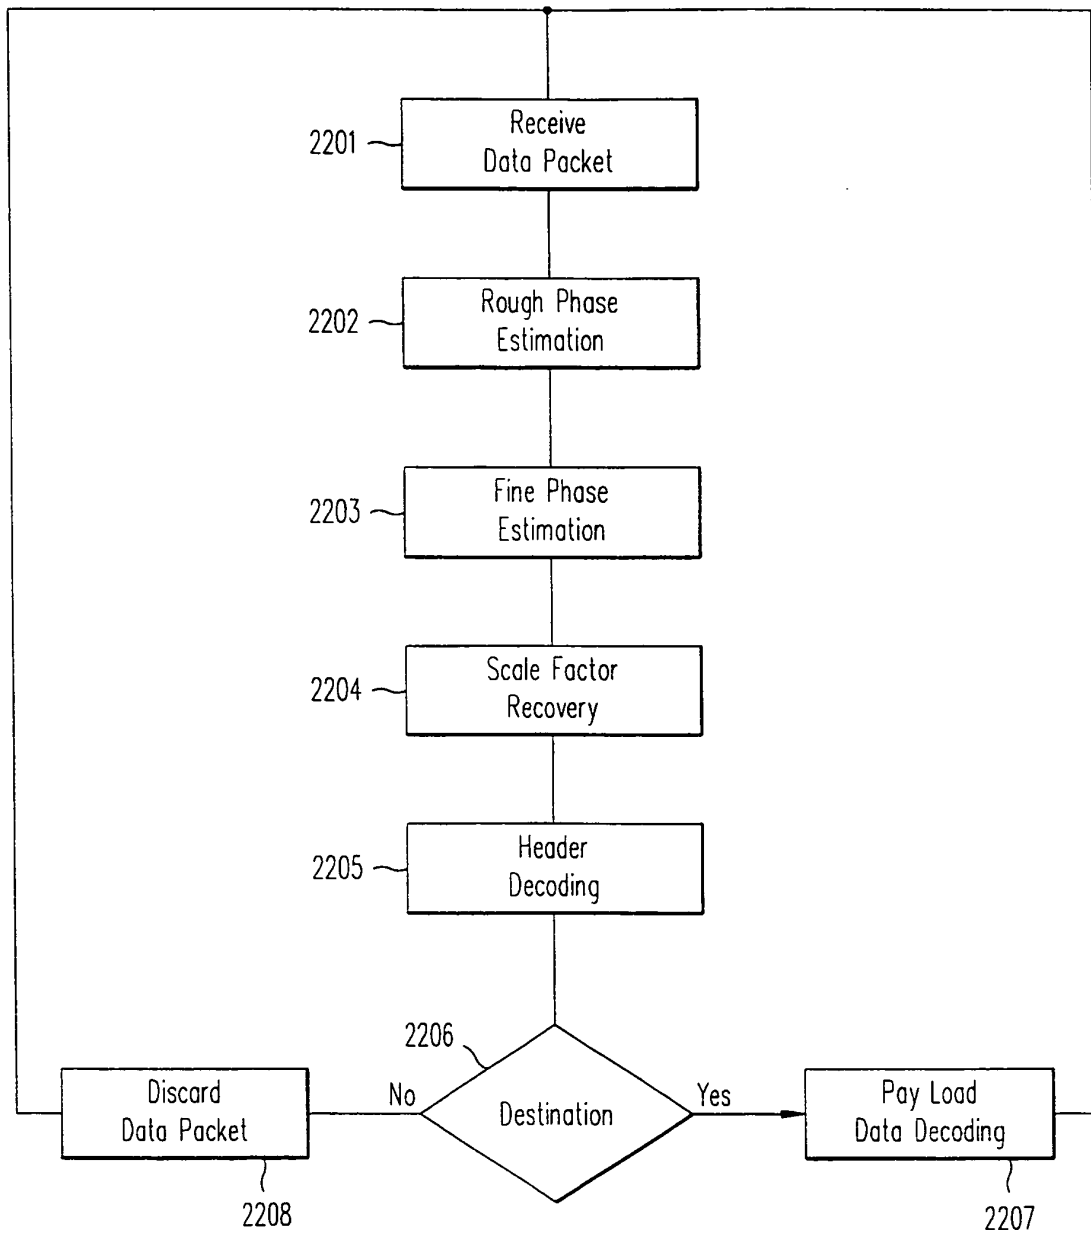 2201
Receive
Data Packet
2202
Rough Phase
Estimation
2203
Fine Phase
Estimation
2204
Scale Factor
Recovery
2205
Header
Decoding
2206
No
Destination
Yes
Discard
Data Packet
2208
Pay Load
Data Decoding
2207